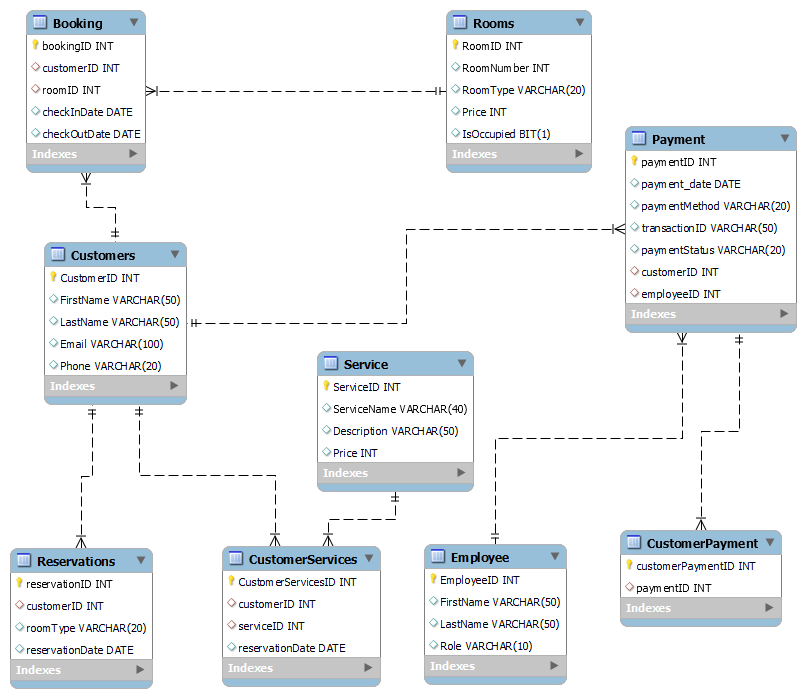 Booking
bookingID INT
customerID INT
roomID INT
checkInDate DATE
checkOutDate DATE
Indexes
Rooms
RoomID INT
RoomNumber INT
RoomType VARCHAR(20)
Price INT
IsOccupied BIT(1)
Indexes
Payment
paymentID INT
payment_date DATE
paymentMethod VARCHAR(20)
transactionID VARCHAR(50)
paymentStatus VARCHAR(20)
customerID INT
employeeID INT
Indexes
Customers
CustomerID INT
FirstName VARCHAR(50)
LastName VARCHAR(50)
Email VARCHAR(100)
Phone VARCHAR(20)
Indexes
Service
ServiceID INT
ServiceName VARCHAR(40)
Description VARCHAR(50)
Price INT
Indexes
Reservations
reservationID INT
customerID INT
roomType VARCHAR(20)
reservationDate DATE
Indexes
CustomerServices
CustomerServicesID INT
customerID INT
serviceID INT
reservationDate DATE
Indexes
Employee
EmployeeID INT
FirstName VARCHAR(50)
LastName VARCHAR(50)
Role VARCHAR(10)
Indexes
CustomerPayment
customerPaymentID INT
paymentID INT
Indexes